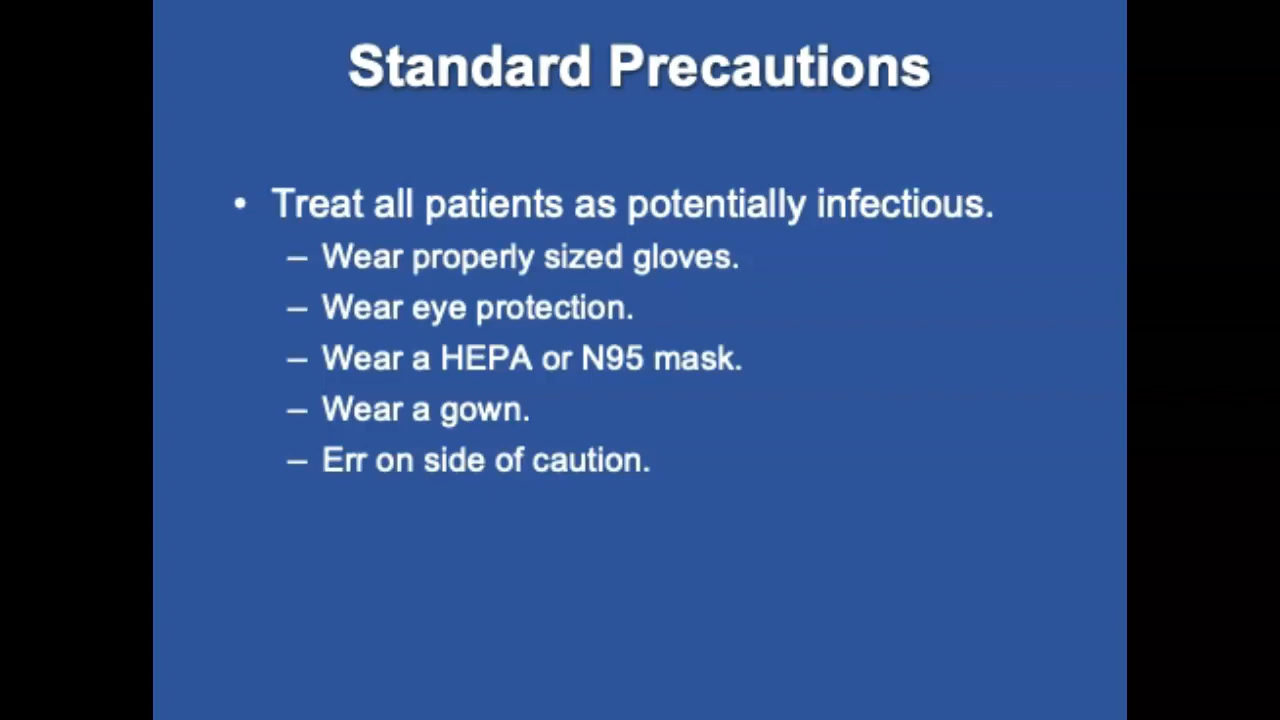 Standard Precautions
• Treat all patients as potentially infectious.
– Wear properly sized gloves.
– Wear eye protection.
– Wear a HEPA or N95 mask.
– Wear a gown.
– Err on side of caution.